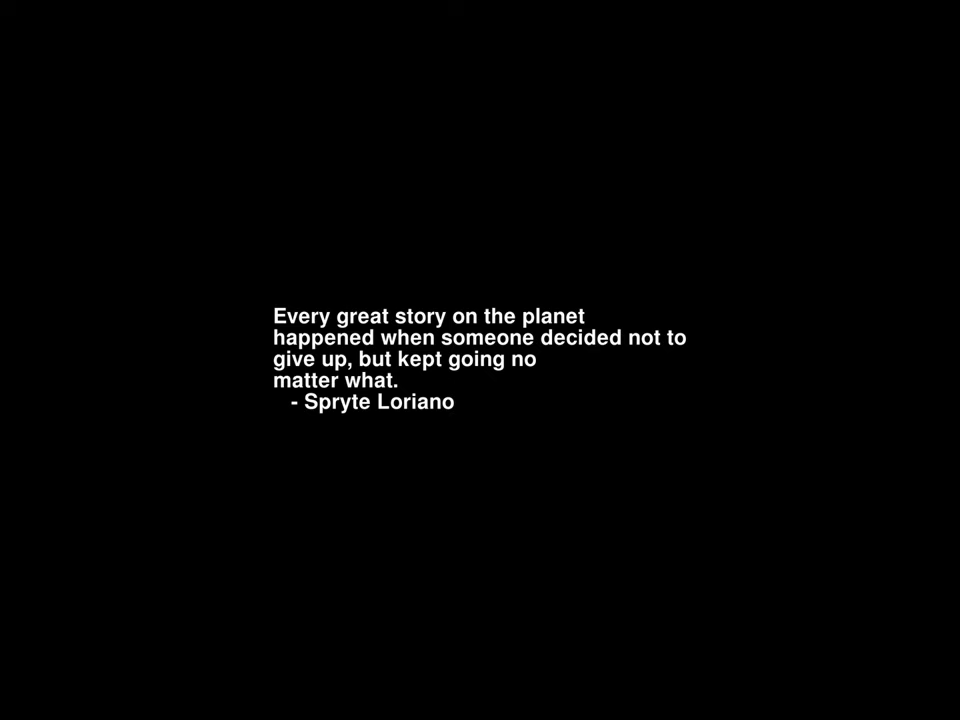 Every great story on the planet
happened when someone decided not to
give up, but kept going no
matter what.
- Spryte Loriano